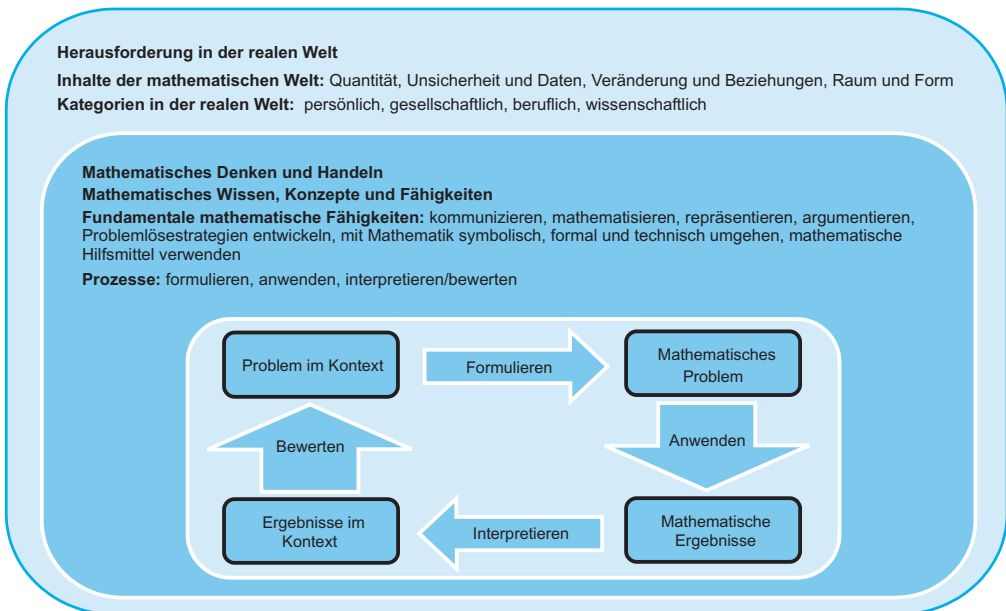 Herausforderung in der realen Welt
Inhalte der mathematischen Welt: Quantität, Unsicherheit und Daten, Veränderung und Beziehungen, Raum und Form
Kategorien in der realen Welt: persönlich, gesellschaftlich, beruflich, wissenschaftlich
Mathematisches Denken und Handeln
Mathematisches Wissen, Konzepte und Fähigkeiten
Fundamentale mathematische Fähigkeiten: kommunizieren, mathematisieren, repräsentieren, argumentieren,
Problemlösestrategien entwickeln, mit Mathematik symbolisch, formal und technisch umgehen, mathematische
Hilfsmittel verwenden
Prozesse: formulieren, anwenden, interpretieren/bewerten
Problem im Kontext
Formulieren
Mathematisches
Problem
Bewerten
Anwenden
Ergebnisse im
Kontext
Interpretieren
Mathematische
Ergebnisse